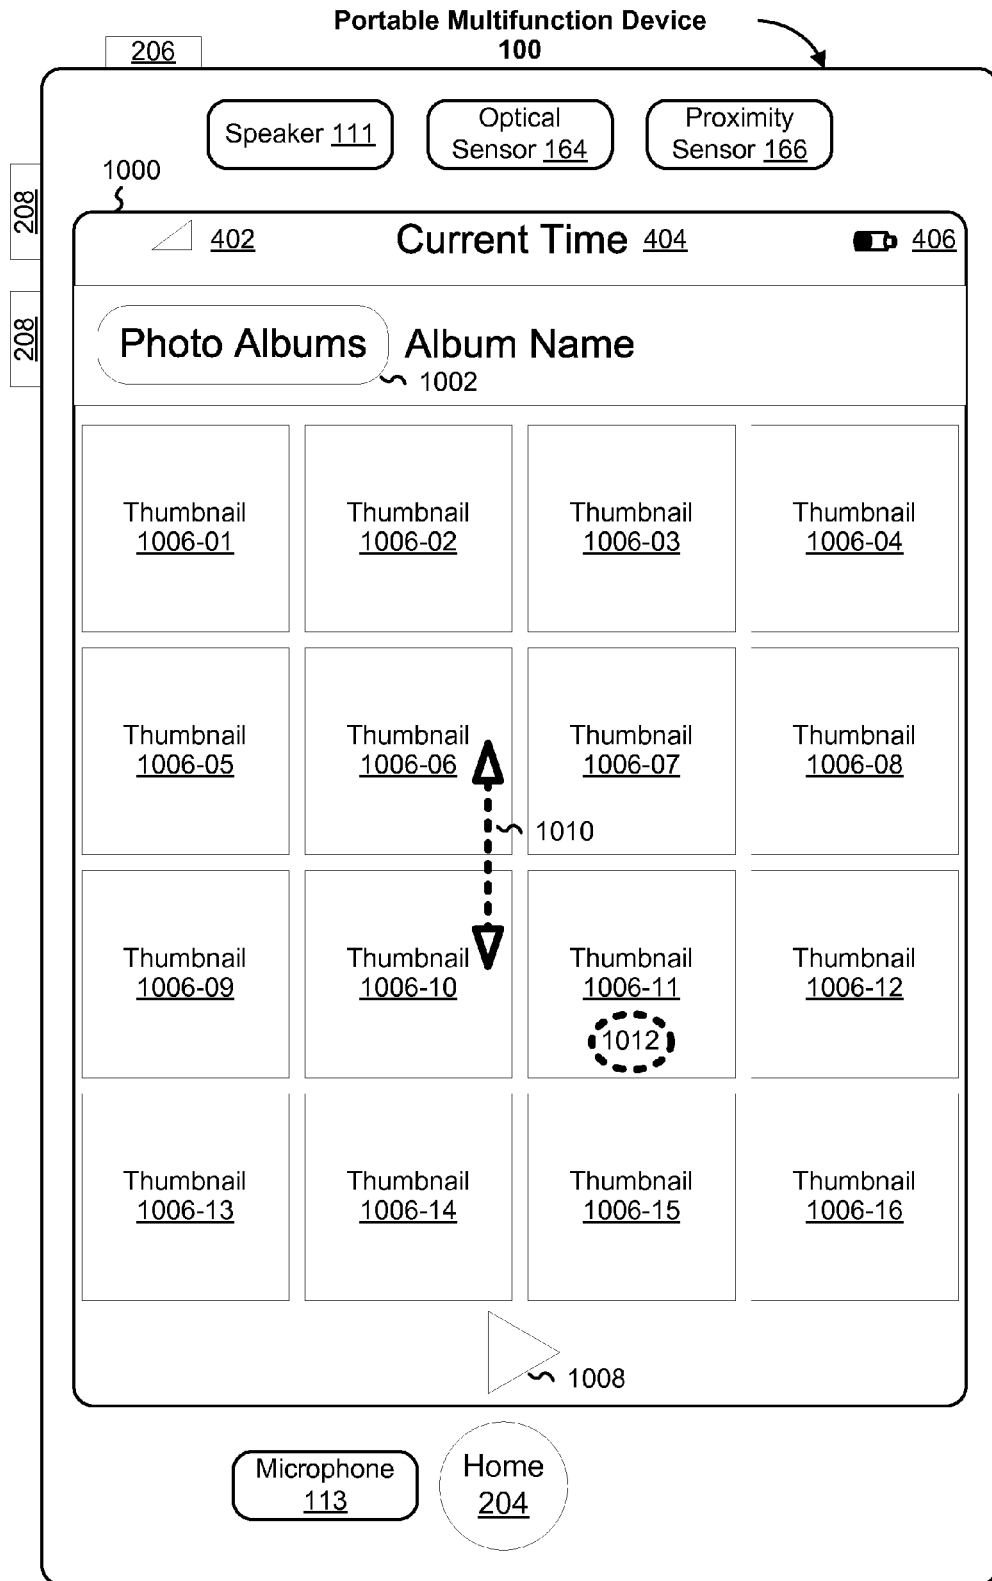 Portable Multifunction Device
100
206
Speaker 111
Optical
Sensor 164
Proximity
Sensor 166
1000
208
208
402
Current Time 404
406
Photo Albums
Album Name
1002
Thumbnail
1006-01
Thumbnail
1006-02
Thumbnail
1006-03
Thumbnail
1006-04
Thumbnail
1006-05
Thumbnail
1006-06
Thumbnail
1006-07
Thumbnail
1006-08
1010
Thumbnail
1006-09
Thumbnail
1006-10
Thumbnail
1006-11
1012
Thumbnail
1006-12
Thumbnail
1006-13
Thumbnail
1006-14
Thumbnail
1006-15
Thumbnail
1006-16
1008
Microphone
113
Home
204